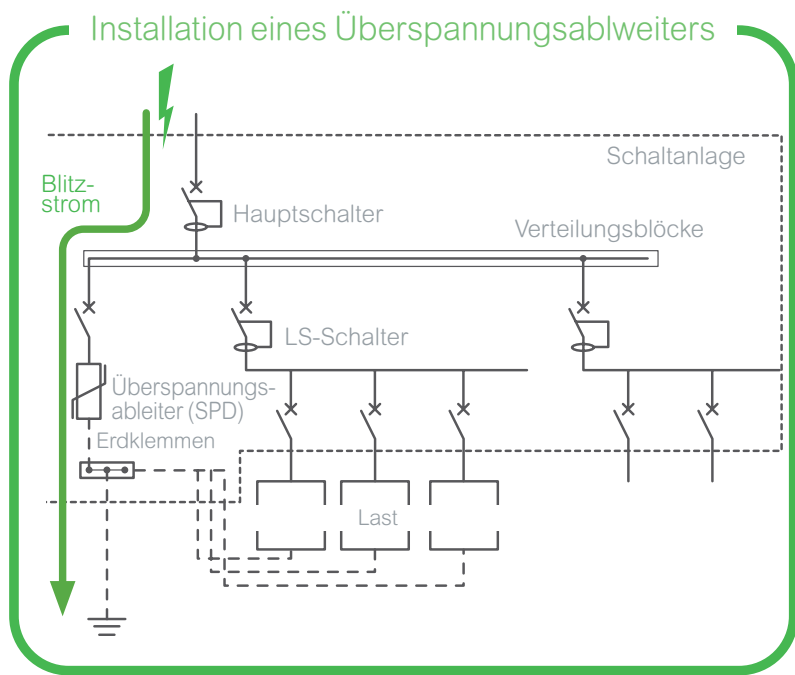 Installation eines Überspannungsablweiters
Schaltanlage
Blitz-
strom
Hauptschalter
Verteilungsblöcke
LS-Schalter
Überspannungs-
ableiter (SPD)
Erdklemmen
Last